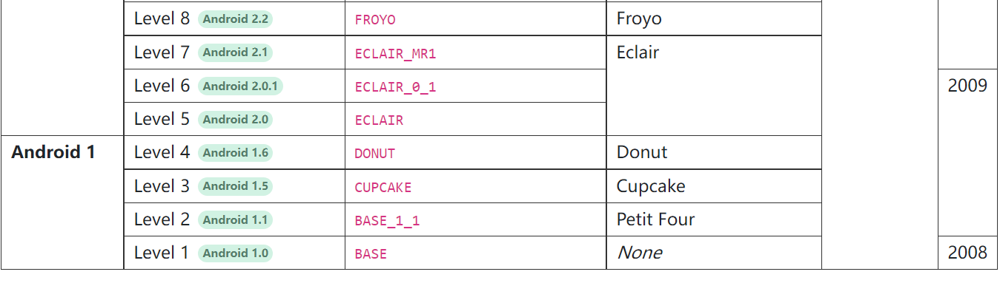 Level 8 Android 2.2 FROYO Froyo
Level 7 Android 2.1 ECLAIR_MR1 Eclair
Level 6 Android 2.0.1 ECLAIR_0_1 2009
Level 5 Android 2.0 ECLAIR
Android 1 Level 4 Android 1.6 DONUT Donut
Level 3 Android 1.5 CUPCAKE Cupcake
Level 2 Android 1.1 BASE_1_1 Petit Four
Level 1 Android 1.0 BASE None 2008